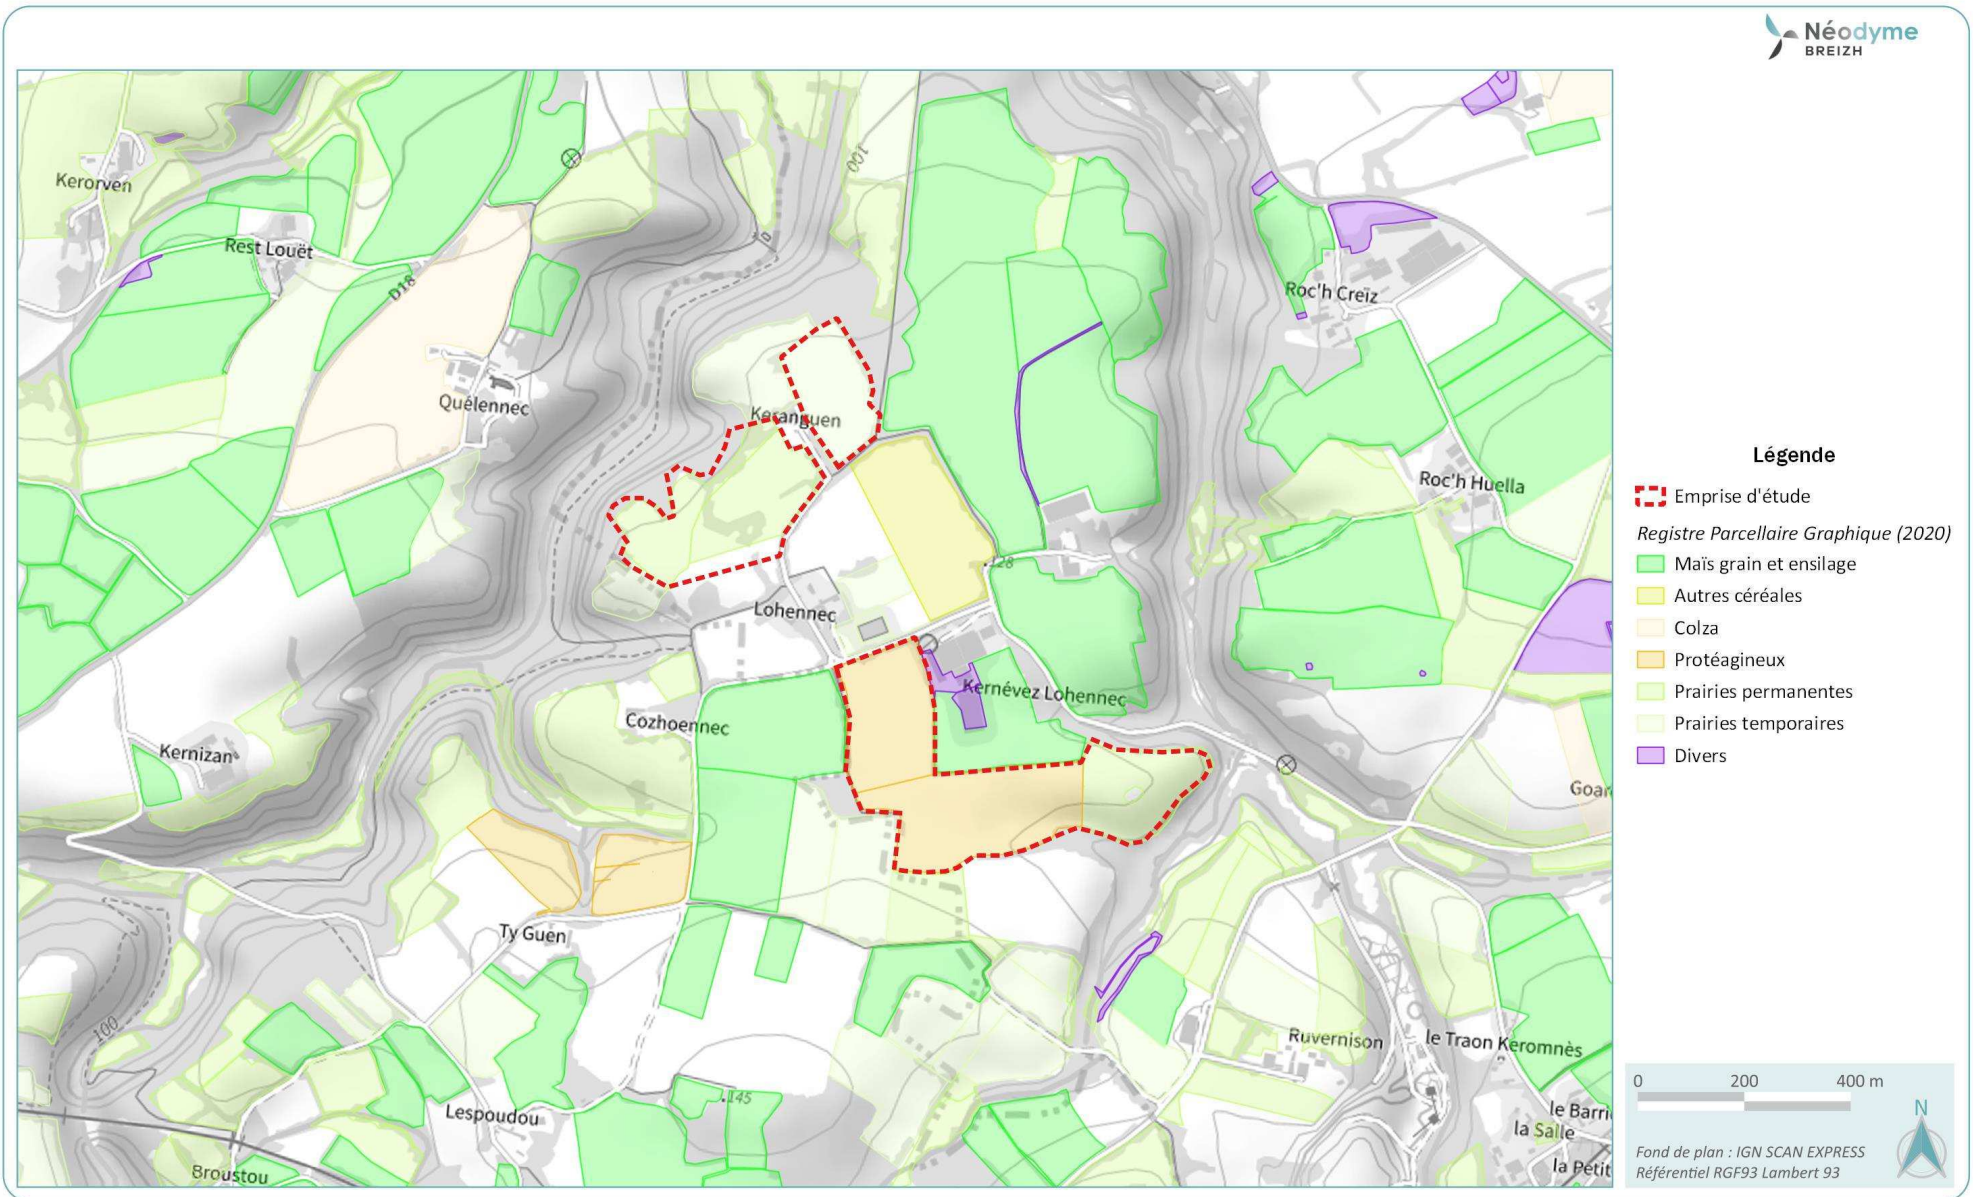 Néodyme
BREIZH
Kerorven
Rest Louët
D18
100
70
Quélennec
Keranguen
Roc'h Creïz
Roc'h Huella
.128
Lohennec
Kernévez Lohennec
Cozhoennec
Kernizan
Goar
Ty Guen
100
Ruvernison
le Traon Keromnès
.145
Lespoudou
le Barri
la Salle
la Petit
Broustou
Légende
Emprise d'étude
Registre Parcellaire Graphique (2020)
Maïs grain et ensilage
Autres céréales
Colza
Protéagineux
Prairies permanentes
Prairies temporaires
Divers
0 200 400 m
N
Fond de plan : IGN SCAN EXPRESS
Référentiel RGF93 Lambert 93